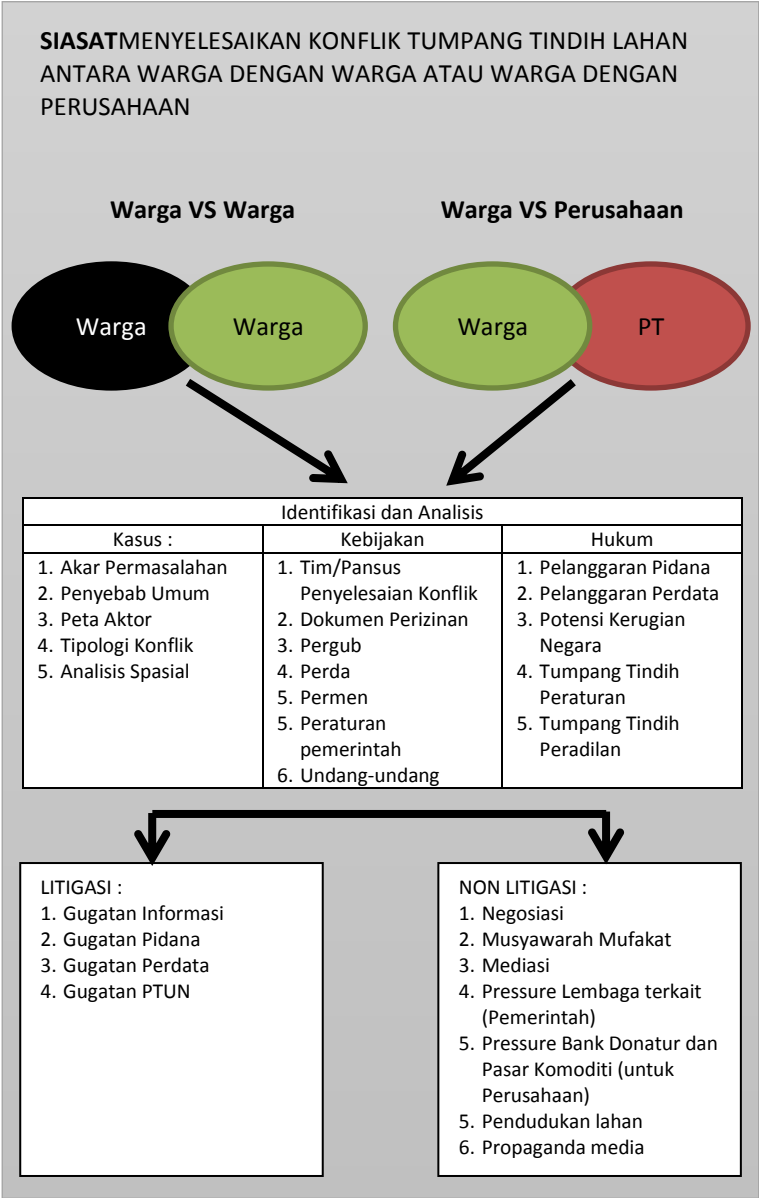 SIASATMENYELESAIKAN KONFLIK TUMPANG TINDIH LAHAN
ANTARA WARGA DENGAN WARGA ATAU WARGA DENGAN
PERUSAHAAN
Warga VS Warga
Warga VS Perusahaan
Warga
Warga
Warga
PT
Identifikasi dan Analisis
Kasus :
1. Akar Permasalahan
2. Penyebab Umum
3. Peta Aktor
4. Tipologi Konflik
5. Analisis Spasial
Kebijakan
1. Tim/Pansus
Penyelesaian Konflik
2. Dokumen Perizinan
3. Pergub
4. Perda
5. Permen
5. Peraturan
pemerintah
6. Undang-undang
Hukum
1. Pelanggaran Pidana
2. Pelanggaran Perdata
3. Potensi Kerugian
Negara
4. Tumpang Tindih
Peraturan
5. Tumpang Tindih
Peradilan
LITIGASI :
1. Gugatan Informasi
2. Gugatan Pidana
3. Gugatan Perdata
4. Gugatan PTUN
NON LITIGASI :
1. Negosiasi
2. Musyawarah Mufakat
3. Mediasi
4. Pressure Lembaga terkait
(Pemerintah)
5. Pressure Bank Donatur dan
Pasar Komoditi (untuk
Perusahaan)
5. Pendudukan lahan
6. Propaganda media